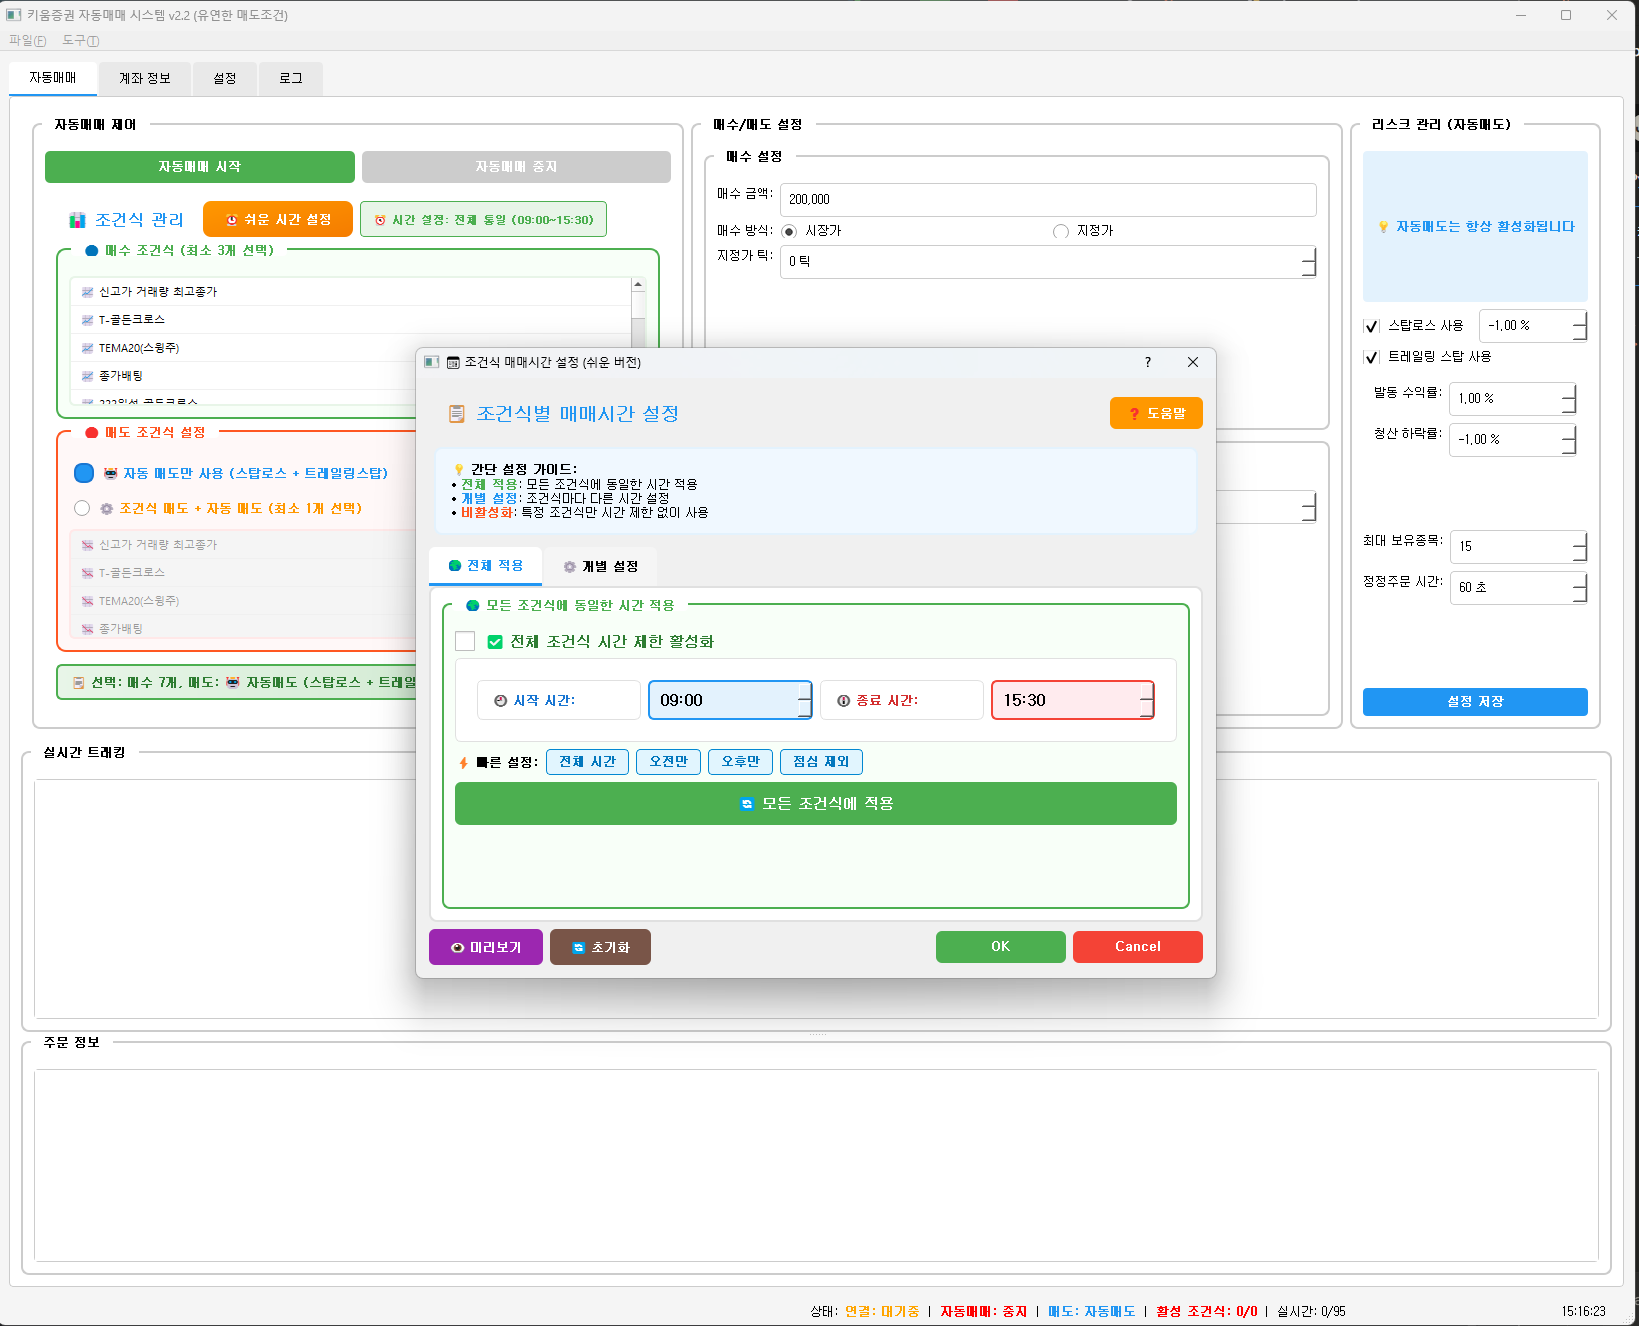 키움증권 자동매매 시스템 v2.2 (유연한 매도조건)
파일(F) 도구(T)
자동매매 계좌 정보 설정 로그
자동매매 제어
자동매매 시작 자동매매 중지
조건식 관리 쉬운 시간 설정 시간 설정: 전체 통일 (09:00~15:30)
매수 조건식 (최소 3개 선택)
신고가 거래량 최고종가
T-골든크로스
TEMA20(스윙주)
종가배팅
매도 조건식 설정
자동 매도만 사용 (스탑로스 + 트레일링스탑)
조건식 매도 + 자동 매도 (최소 1개 선택)
신고가 거래량 최고종가
T-골든크로스
TEMA20(스윙주)
종가배팅
선택: 매수 7개, 매도: 자동매도 (스탑로스 + 트레일
매수/매도 설정
매수 설정
매수 금액: 200,000
매수 방식: 시장가 지정가
지정가 틱: 0 틱
리스크 관리 (자동매도)
자동매도는 항상 활성화됩니다
스탑로스 사용 -1.00 %
트레일링 스탑 사용
발동 수익률: 1.00 %
청산 하락률: -1.00 %
최대 보유종목: 15
정정주문 시간: 60 초
설정 저장
조건식 매매시간 설정 (쉬운 버전) ?
조건식별 매매시간 설정 ? 도움말
간단 설정 가이드:
• 전체 적용: 모든 조건식에 동일한 시간 적용
• 개별 설정: 조건식마다 다른 시간 설정
• 비활성화: 특정 조건식만 시간 제한 없이 사용
전체 적용 개별 설정
모든 조건식에 동일한 시간 적용
전체 조건식 시간 제한 활성화
시작 시간: 09:00 종료 시간: 15:30
빠른 설정: 전체 시간 오전만 오후만 점심 제외
모든 조건식에 적용
미리보기 초기화 OK Cancel
실시간 트래킹
주문 정보
상태: 연결: 대기중 | 자동매매: 중지 | 매도: 자동매도 | 활성 조건식: 0/0 | 실시간: 0/95 15:16:23